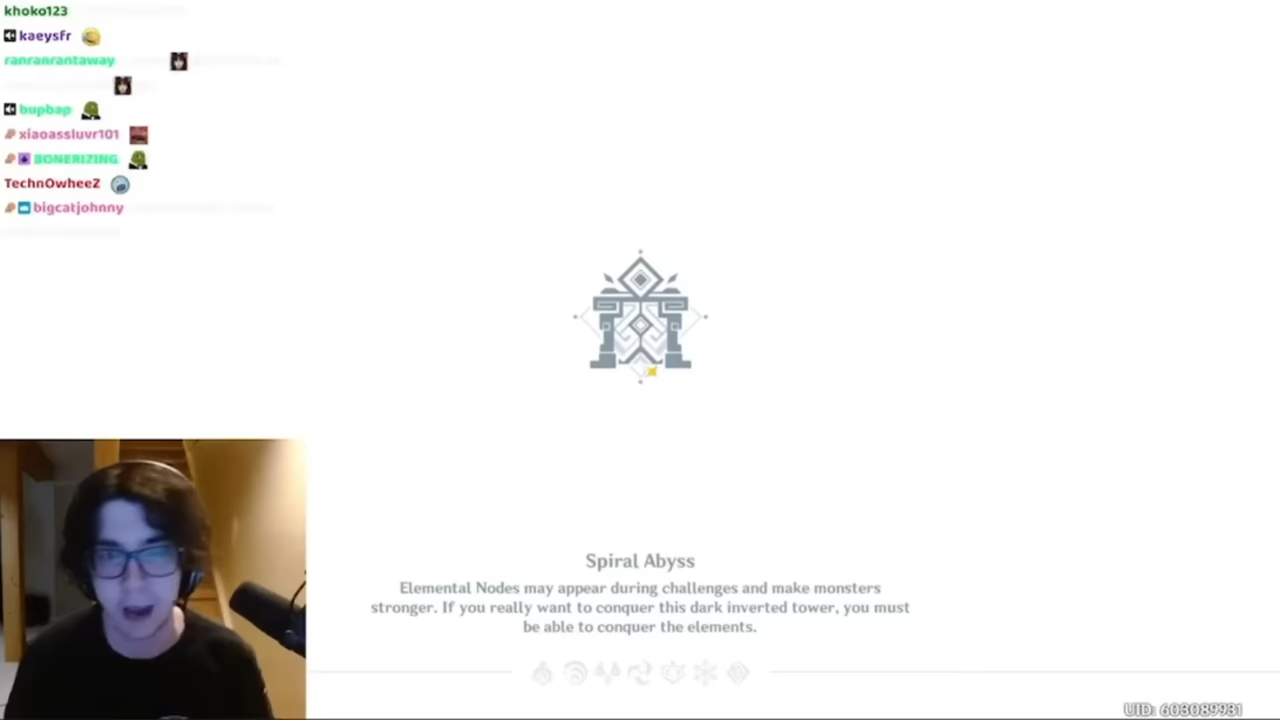 khoko123
kaeysfr
ranranrantaway
bupbap
xiaoassluvr101
BONERIZING
TechnOwheeZ
bigcatjohnny
Spiral Abyss
Elemental Nodes may appear during challenges and make monsters
stronger. If you really want to conquer this dark inverted tower, you must
be able to conquer the elements.
UID: 603089931